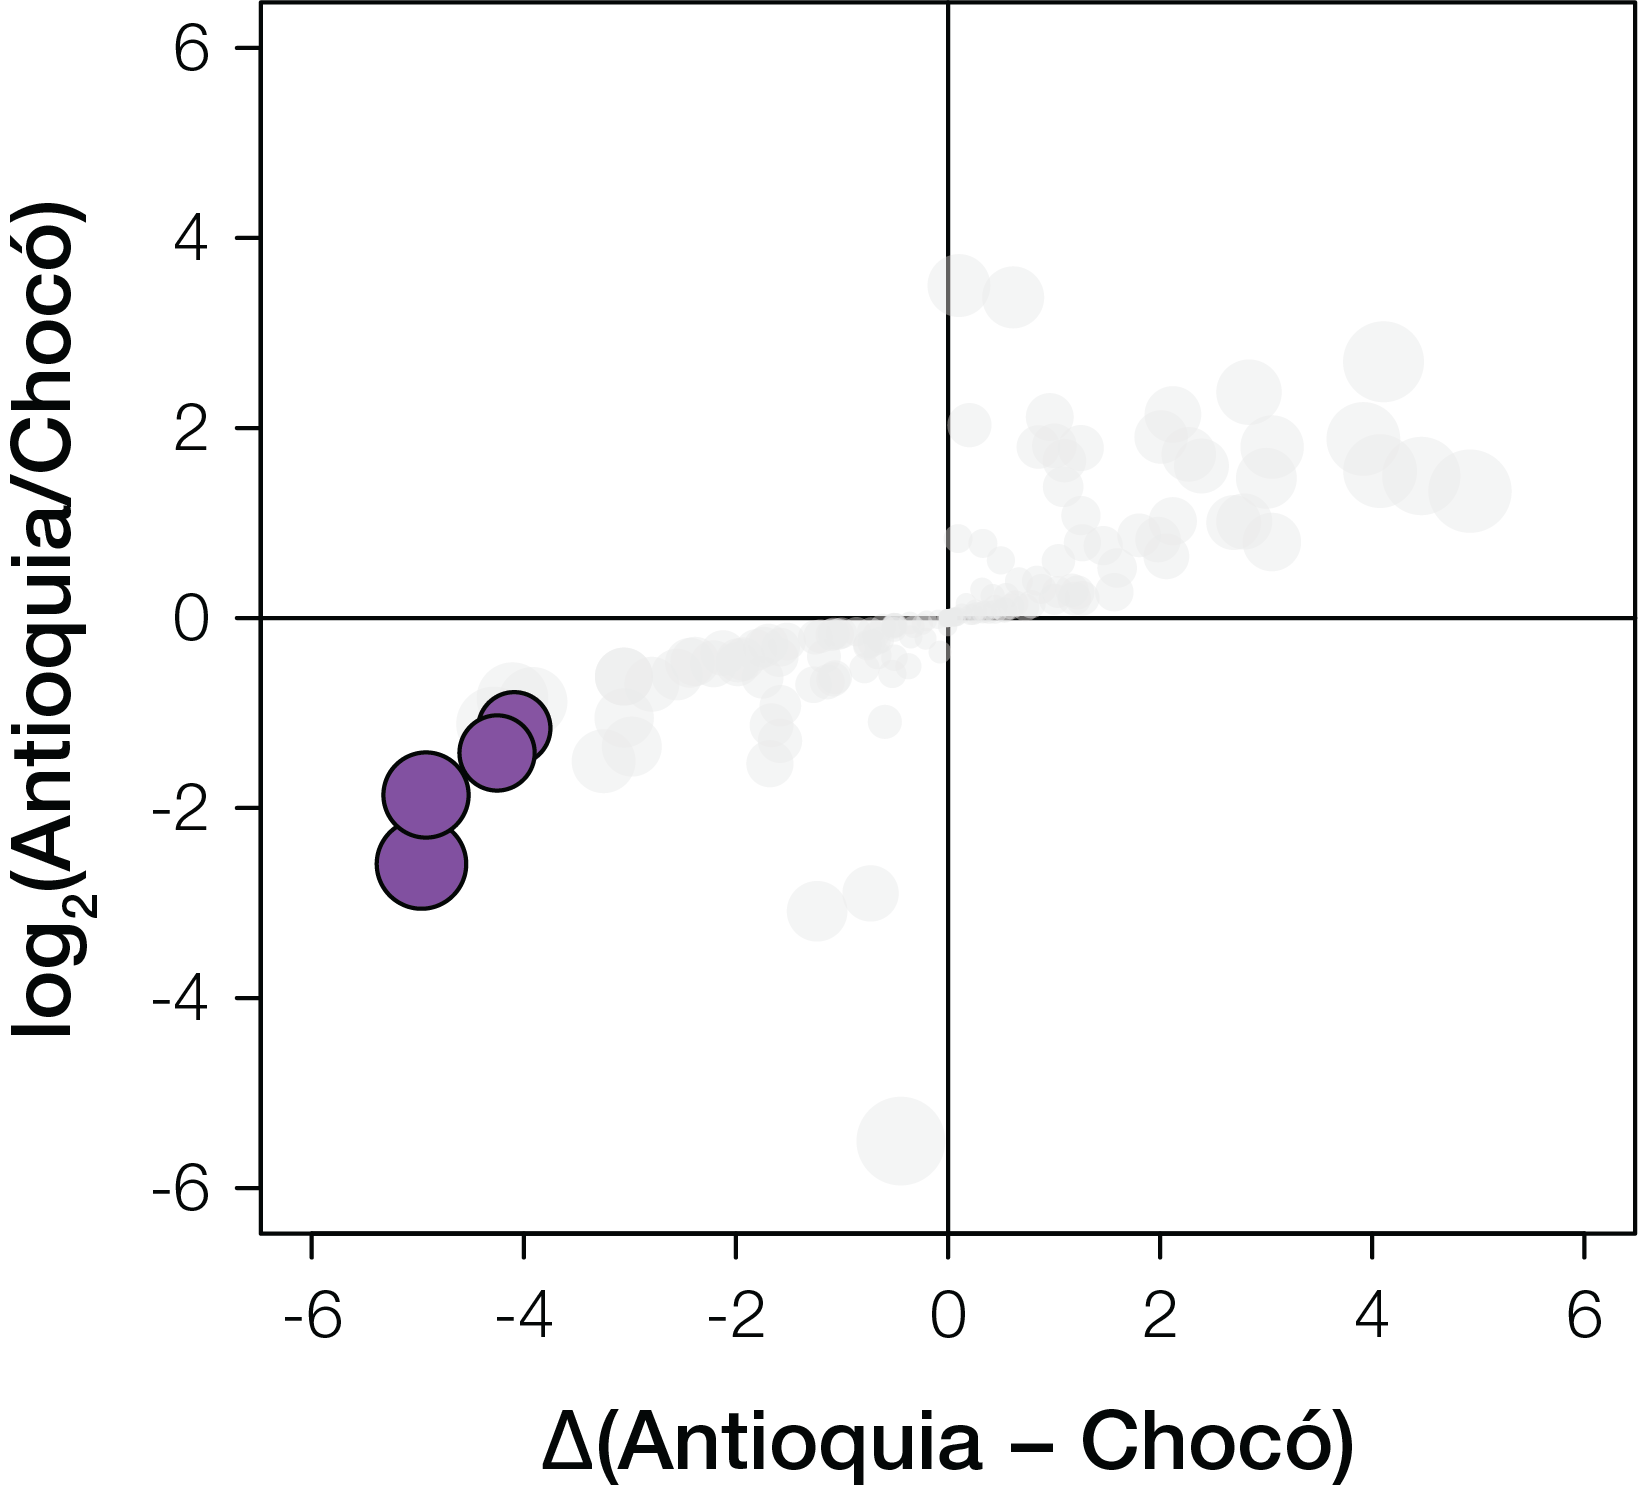 log2(Antioquia/Chocó)
6
4
2
0
-2
-4
-6
-6 -4 -2 0 2 4 6
Δ(Antioquia – Chocó)